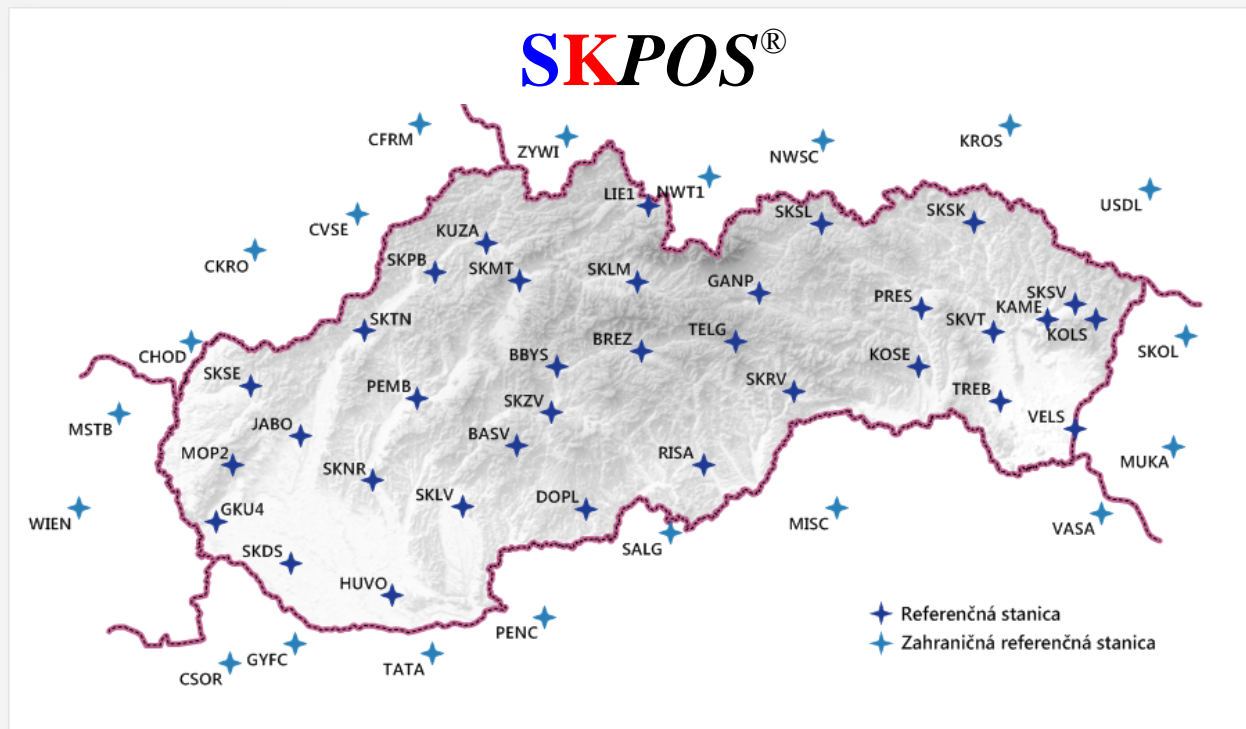 SKPOS®
CFRM
ZYWI
NWSC
KROS
LIE1
NWT1
USDL
CVSE
KUZA
SKSL
SKSK
CKRO
SKPB
SKMT
SKLM
GANP
PRES
KAME
SKSV
SKTN
SKVT
KOLS
CHOD
BREZ
TELG
SKOL
SKSE
BBYS
KOSE
PEMB
SKZV
SKRV
TREB
MSTB
JABO
BASV
VELS
MOP2
SKNR
RISA
MUKA
WIEN
GKU4
SKLV
DOPL
MISC
VASA
SKDS
SALG
HUVO
PENC
Referenčná stanica
Zahraničná referenčná stanica
CSOR
GYFC
TATA